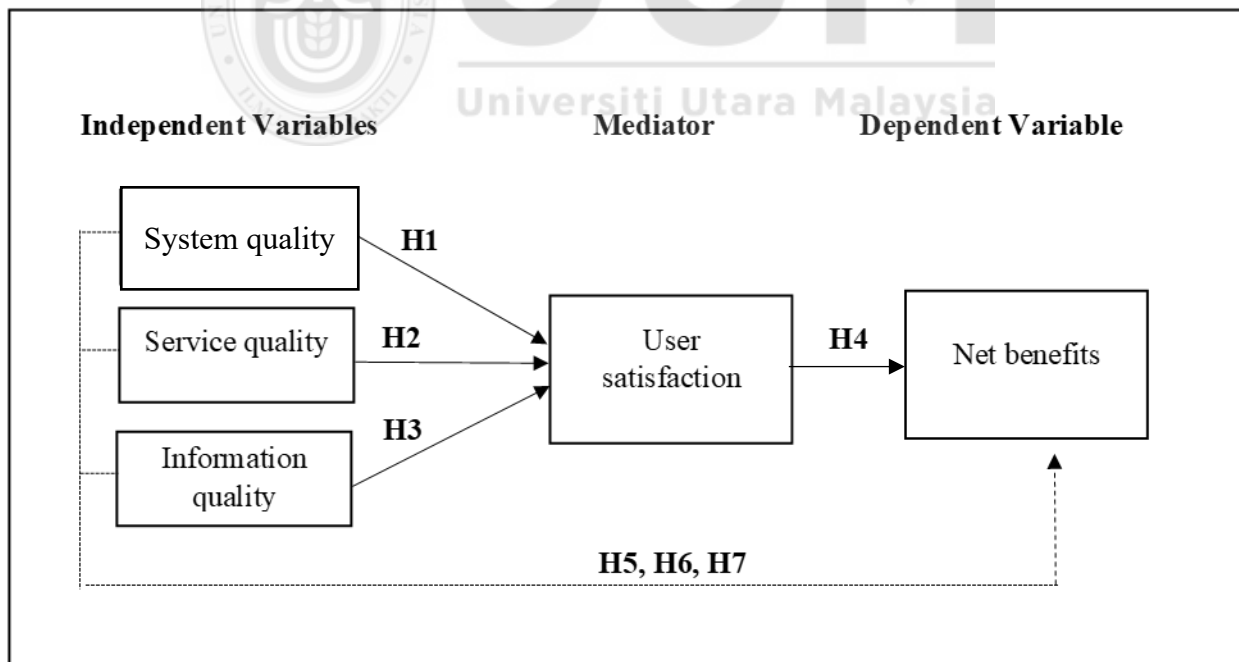 UUM
Universiti Utara Malaysia
Independent Variables
Mediator
Dependent Variable
System quality
H1
Service quality
H2
User
satisfaction
H4
Net benefits
H3
Information
quality
H5, H6, H7